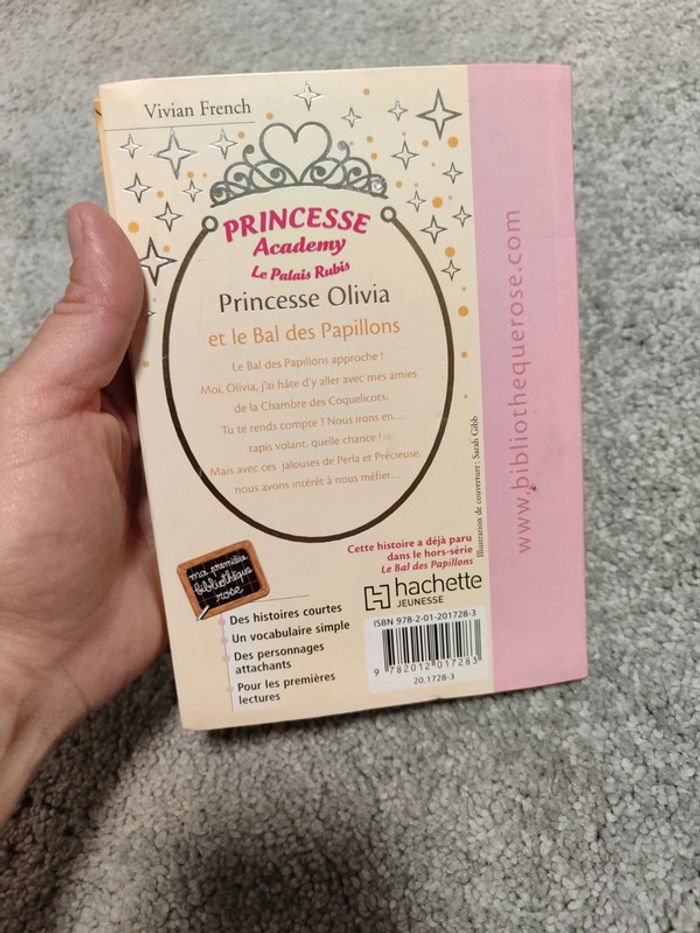 Vivian French
PRINCESSE
Academy
Le Palais Rubis
Princesse Olivia
et le Bal des Papillons
Le Bal des Papillons approche !
Moi, Olivia, j'ai hâte d'y aller avec mes amies
de la Chambre des Coquelicots.
Tu te rends compte ? Nous irons en...
tapis volant, quelle chance !
Mais avec ces jalouses de Perla et Précieuse,
nous avons intérêt à nous méfier...
Illustration de couverture : Sarah Gibb
www.bibliothequerose.com
Cette histoire a déjà paru
dans le hors-série
Le Bal des Papillons
ma première
bibliothèque
rose
Des histoires courtes
Un vocabulaire simple
Des personnages
attachants
Pour les premières
lectures
hachette
JEUNESSE
ISBN 978-2-01-201728-3
9 782012 017283
20.1728-3